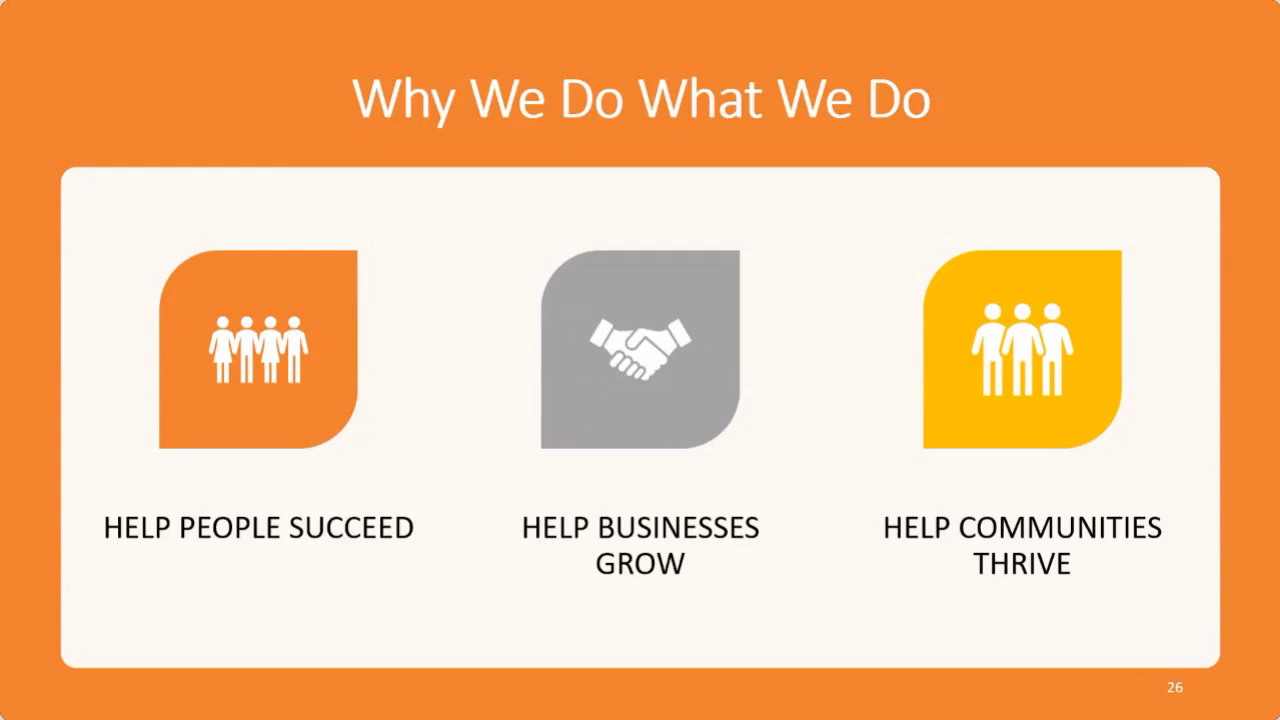 Why We Do What We Do
HELP PEOPLE SUCCEED
HELP BUSINESSES
GROW
HELP COMMUNITIES
THRIVE
26